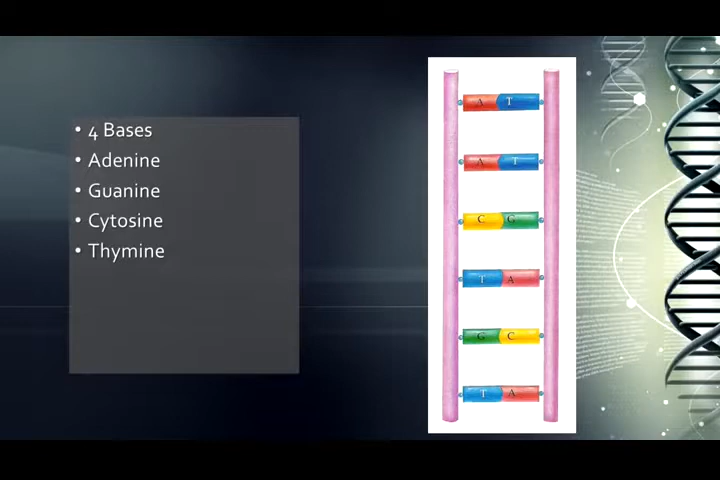 • 4 Bases
• Adenine
• Guanine
• Cytosine
• Thymine
A T
A T
C G
T A
G C
T A